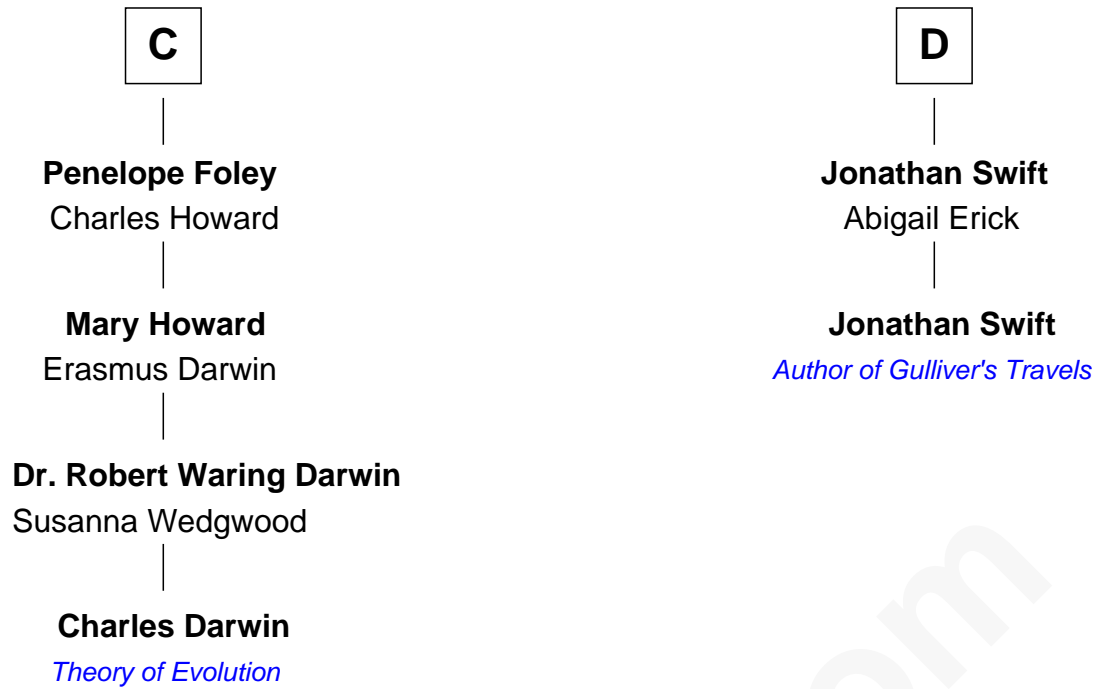 C
Penelope Foley
Charles Howard
Mary Howard
Erasmus Darwin
Dr. Robert Waring Darwin
Susanna Wedgwood
Charles Darwin
Theory of Evolution
D
Jonathan Swift
Abigail Erick
Jonathan Swift
Author of Gulliver's Travels
om